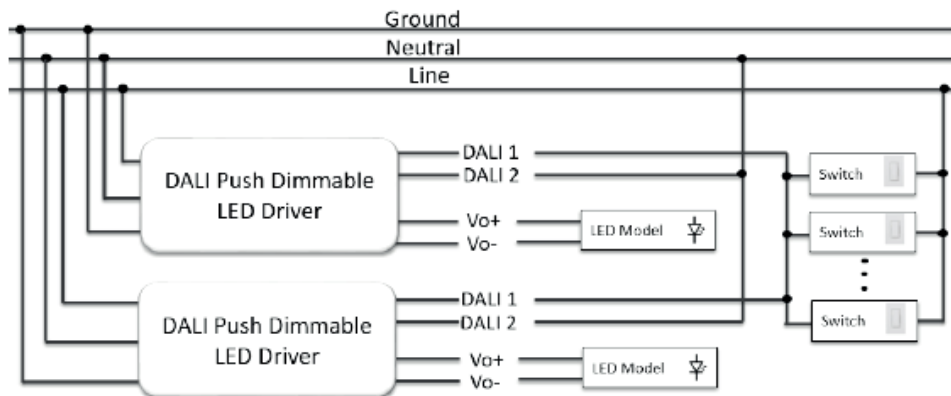 Ground
Neutral
Line
DALI Push Dimmable
LED Driver
DALI 1
DALI 2
Vo+
Vo-
LED Model
Switch
Switch
Switch
DALI Push Dimmable
LED Driver
DALI 1
DALI 2
Vo+
Vo-
LED Model